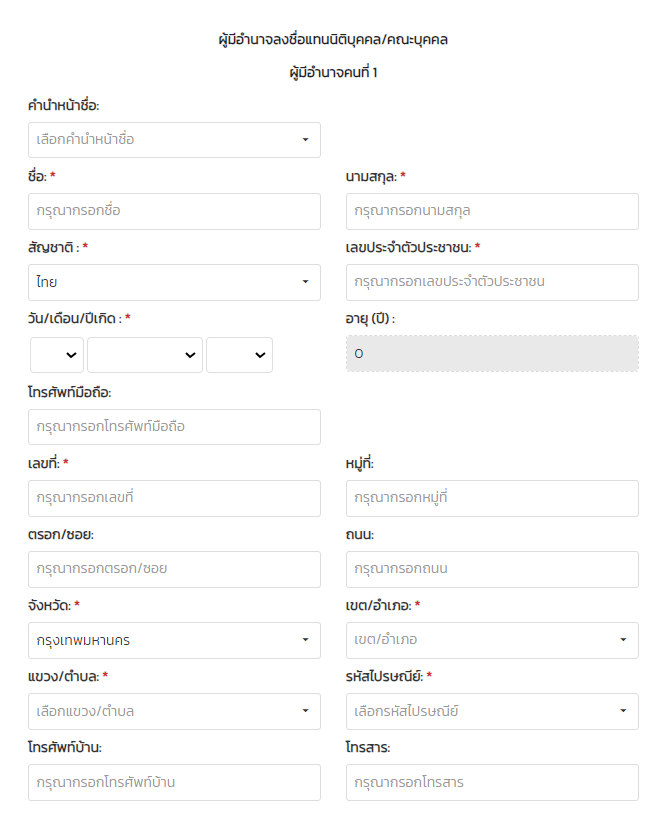 ผู้มีอำนาจลงชื่อแทนนิติบุคคล/คณะบุคคล
ผู้มีอำนาจคนที่ 1
คำนำหน้าชื่อ:
เลือกคำนำหน้าชื่อ
ชื่อ: * นามสกุล: *
กรุณากรอกชื่อ กรุณากรอกนามสกุล
สัญชาติ : * เลขประจำตัวประชาชน: *
ไทย กรุณากรอกเลขประจำตัวประชาชน
วัน/เดือน/ปีเกิด : * อายุ (ปี) :
0
โทรศัพท์มือถือ:
กรุณากรอกโทรศัพท์มือถือ
เลขที่: * หมู่ที่:
กรุณากรอกเลขที่ กรุณากรอกหมู่ที่
ตรอก/ซอย: ถนน:
กรุณากรอกตรอก/ซอย กรุณากรอกถนน
จังหวัด: * เขต/อำเภอ: *
กรุงเทพมหานคร เขต/อำเภอ
แขวง/ตำบล: * รหัสไปรษณีย์: *
เลือกแขวง/ตำบล เลือกรหัสไปรษณีย์
โทรศัพท์บ้าน: โทรสาร:
กรุณากรอกโทรศัพท์บ้าน กรุณากรอกโทรสาร